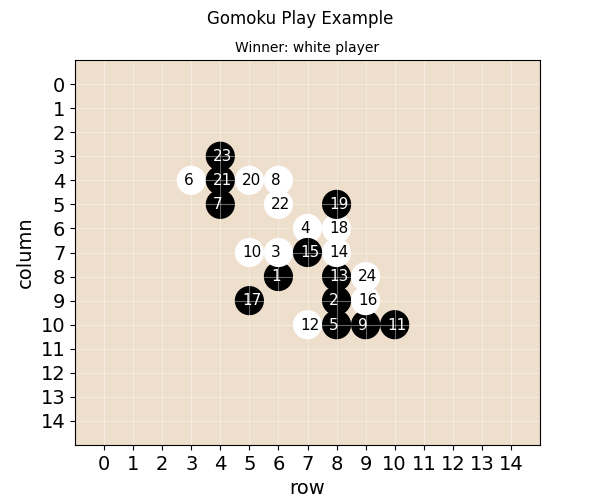 Gomoku Play Example
Winner: white player
0
1
2
3 23
4 6 21 20 8
5 7 22 19
6 4 18
7 10 3 15 14
8 1 13 24
9 17 2 16
10 12 5 9 11
11
12
13
14
column
0 1 2 3 4 5 6 7 8 9 10 11 12 13 14
row